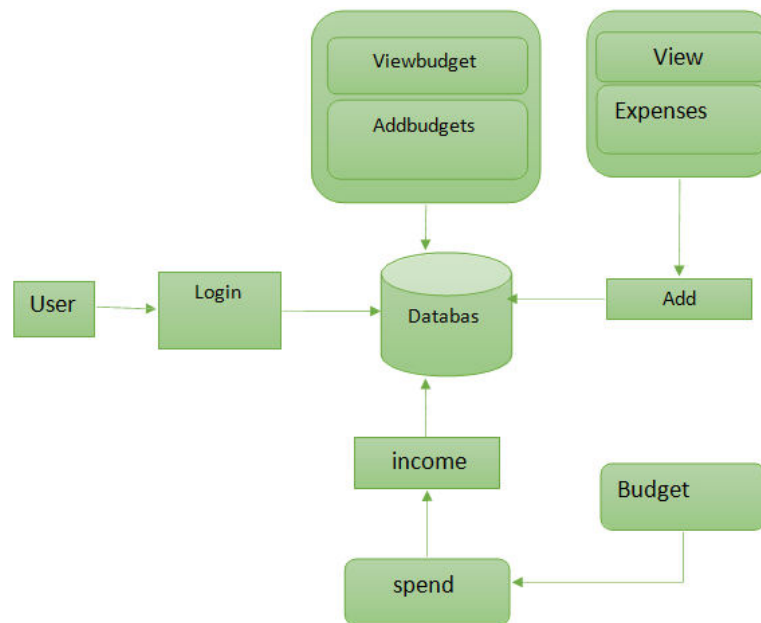 Viewbudget
Addbudgets
View
Expenses
User
Login
Databas
Add
income
Budget
spend